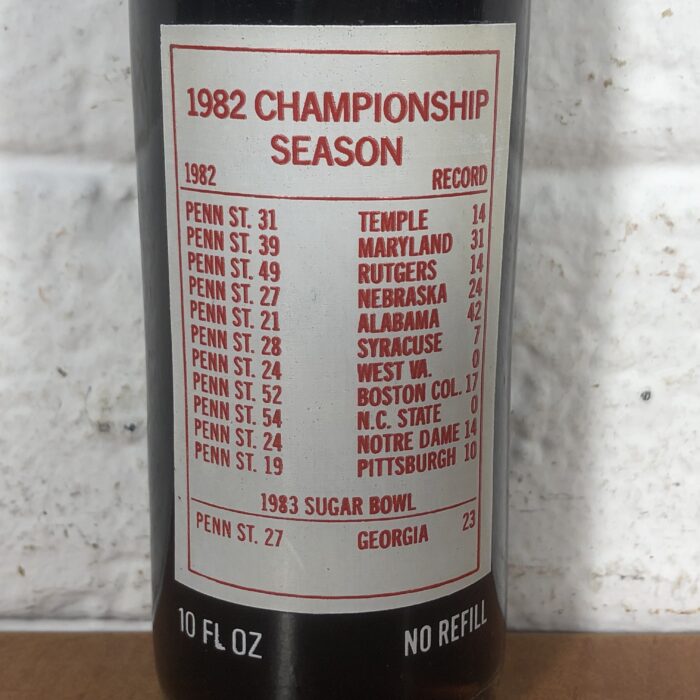 1982 CHAMPIONSHIP
SEASON
1982 RECORD
PENN ST. 31 TEMPLE 14
PENN ST. 39 MARYLAND 31
PENN ST. 49 RUTGERS 14
PENN ST. 27 NEBRASKA 24
PENN ST. 21 ALABAMA 42
PENN ST. 28 SYRACUSE 7
PENN ST. 24 WEST VA. 0
PENN ST. 52 BOSTON COL. 17
PENN ST. 54 N.C. STATE 0
PENN ST. 24 NOTRE DAME 14
PENN ST. 19 PITTSBURGH 10
1983 SUGAR BOWL
PENN ST. 27 GEORGIA 23
10 FL OZ NO REFILL